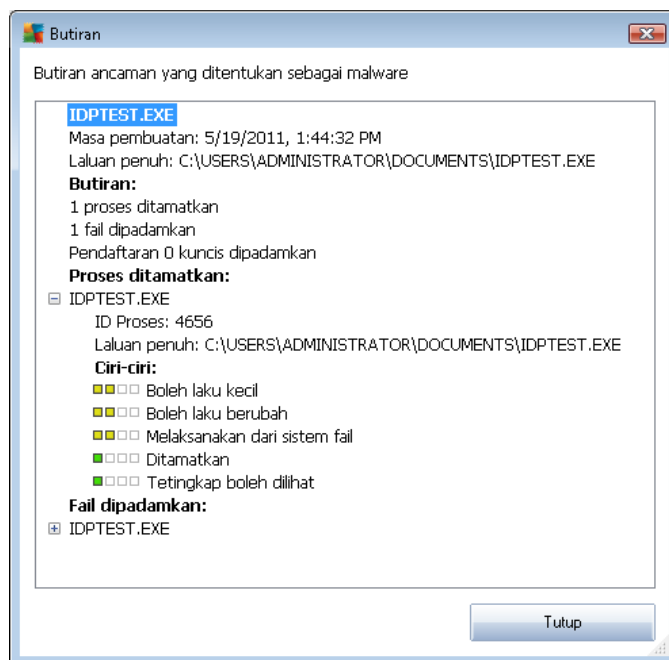 Butiran
Butiran ancaman yang ditentukan sebagai malware
IDPTEST.EXE
Masa pembuatan: 5/19/2011, 1:44:32 PM
Laluan penuh: C:\USERS\ADMINISTRATOR\DOCUMENTS\IDPTEST.EXE
Butiran:
1 proses ditamatkan
1 fail dipadamkan
Pendaftaran 0 kuncis dipadamkan
Proses ditamatkan:
IDPTEST.EXE
ID Proses: 4656
Laluan penuh: C:\USERS\ADMINISTRATOR\DOCUMENTS\IDPTEST.EXE
Ciri-ciri:
Boleh laku kecil
Boleh laku berubah
Melaksanakan dari sistem fail
Ditamatkan
Tetingkap boleh dilihat
Fail dipadamkan:
IDPTEST.EXE
Tutup